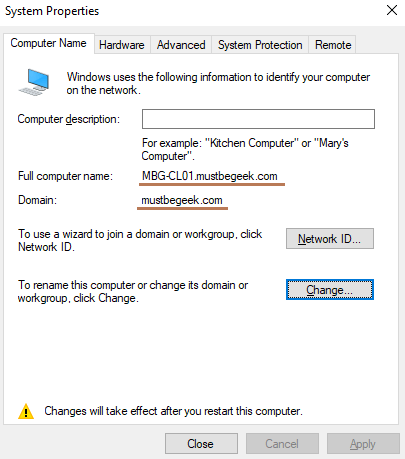 System Properties
Computer Name
Hardware
Advanced
System Protection
Remote
Windows uses the following information to identify your computer
on the network.
Computer description:
For example: "Kitchen Computer" or "Mary's
Computer".
Full computer name: MBG-CL01.mustbegeek.com
Domain: mustbegeek.com
To use a wizard to join a domain or workgroup, click
Network ID.
Network ID...
To rename this computer or change its domain or
workgroup, click Change.
Change...
Changes will take effect after you restart this computer.
Close
Cancel
Apply